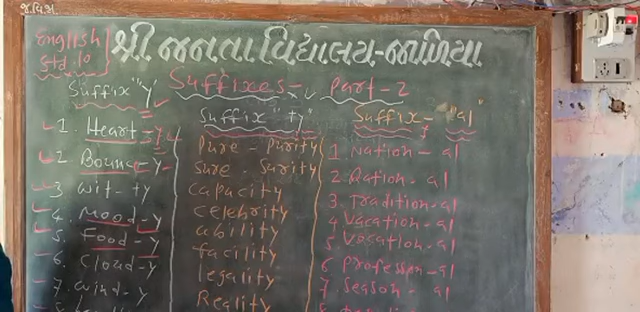 જ.વિ.જા.
English
ધોરણ.૧૦
શ્રી જનતા વિદ્યાલય-જાળિયા
Suffixes- Part-2
Suffix "y"
1. Heart-y
2 Bounce-y-
3 wit-ty
4. Mood-y
5. Food-y
6. cloud-y
7. wind-y
Suffix "ty"
Pure - Purity
Sure - Surity
capacity
celebrity
ability
facility
legality
Reality
Suffix- "al"
1. Nation-al
2. Ration-al
3. Tradition-al
4 Vacation-al
5. Vocation-al
6 Profession-al
7. Season-al